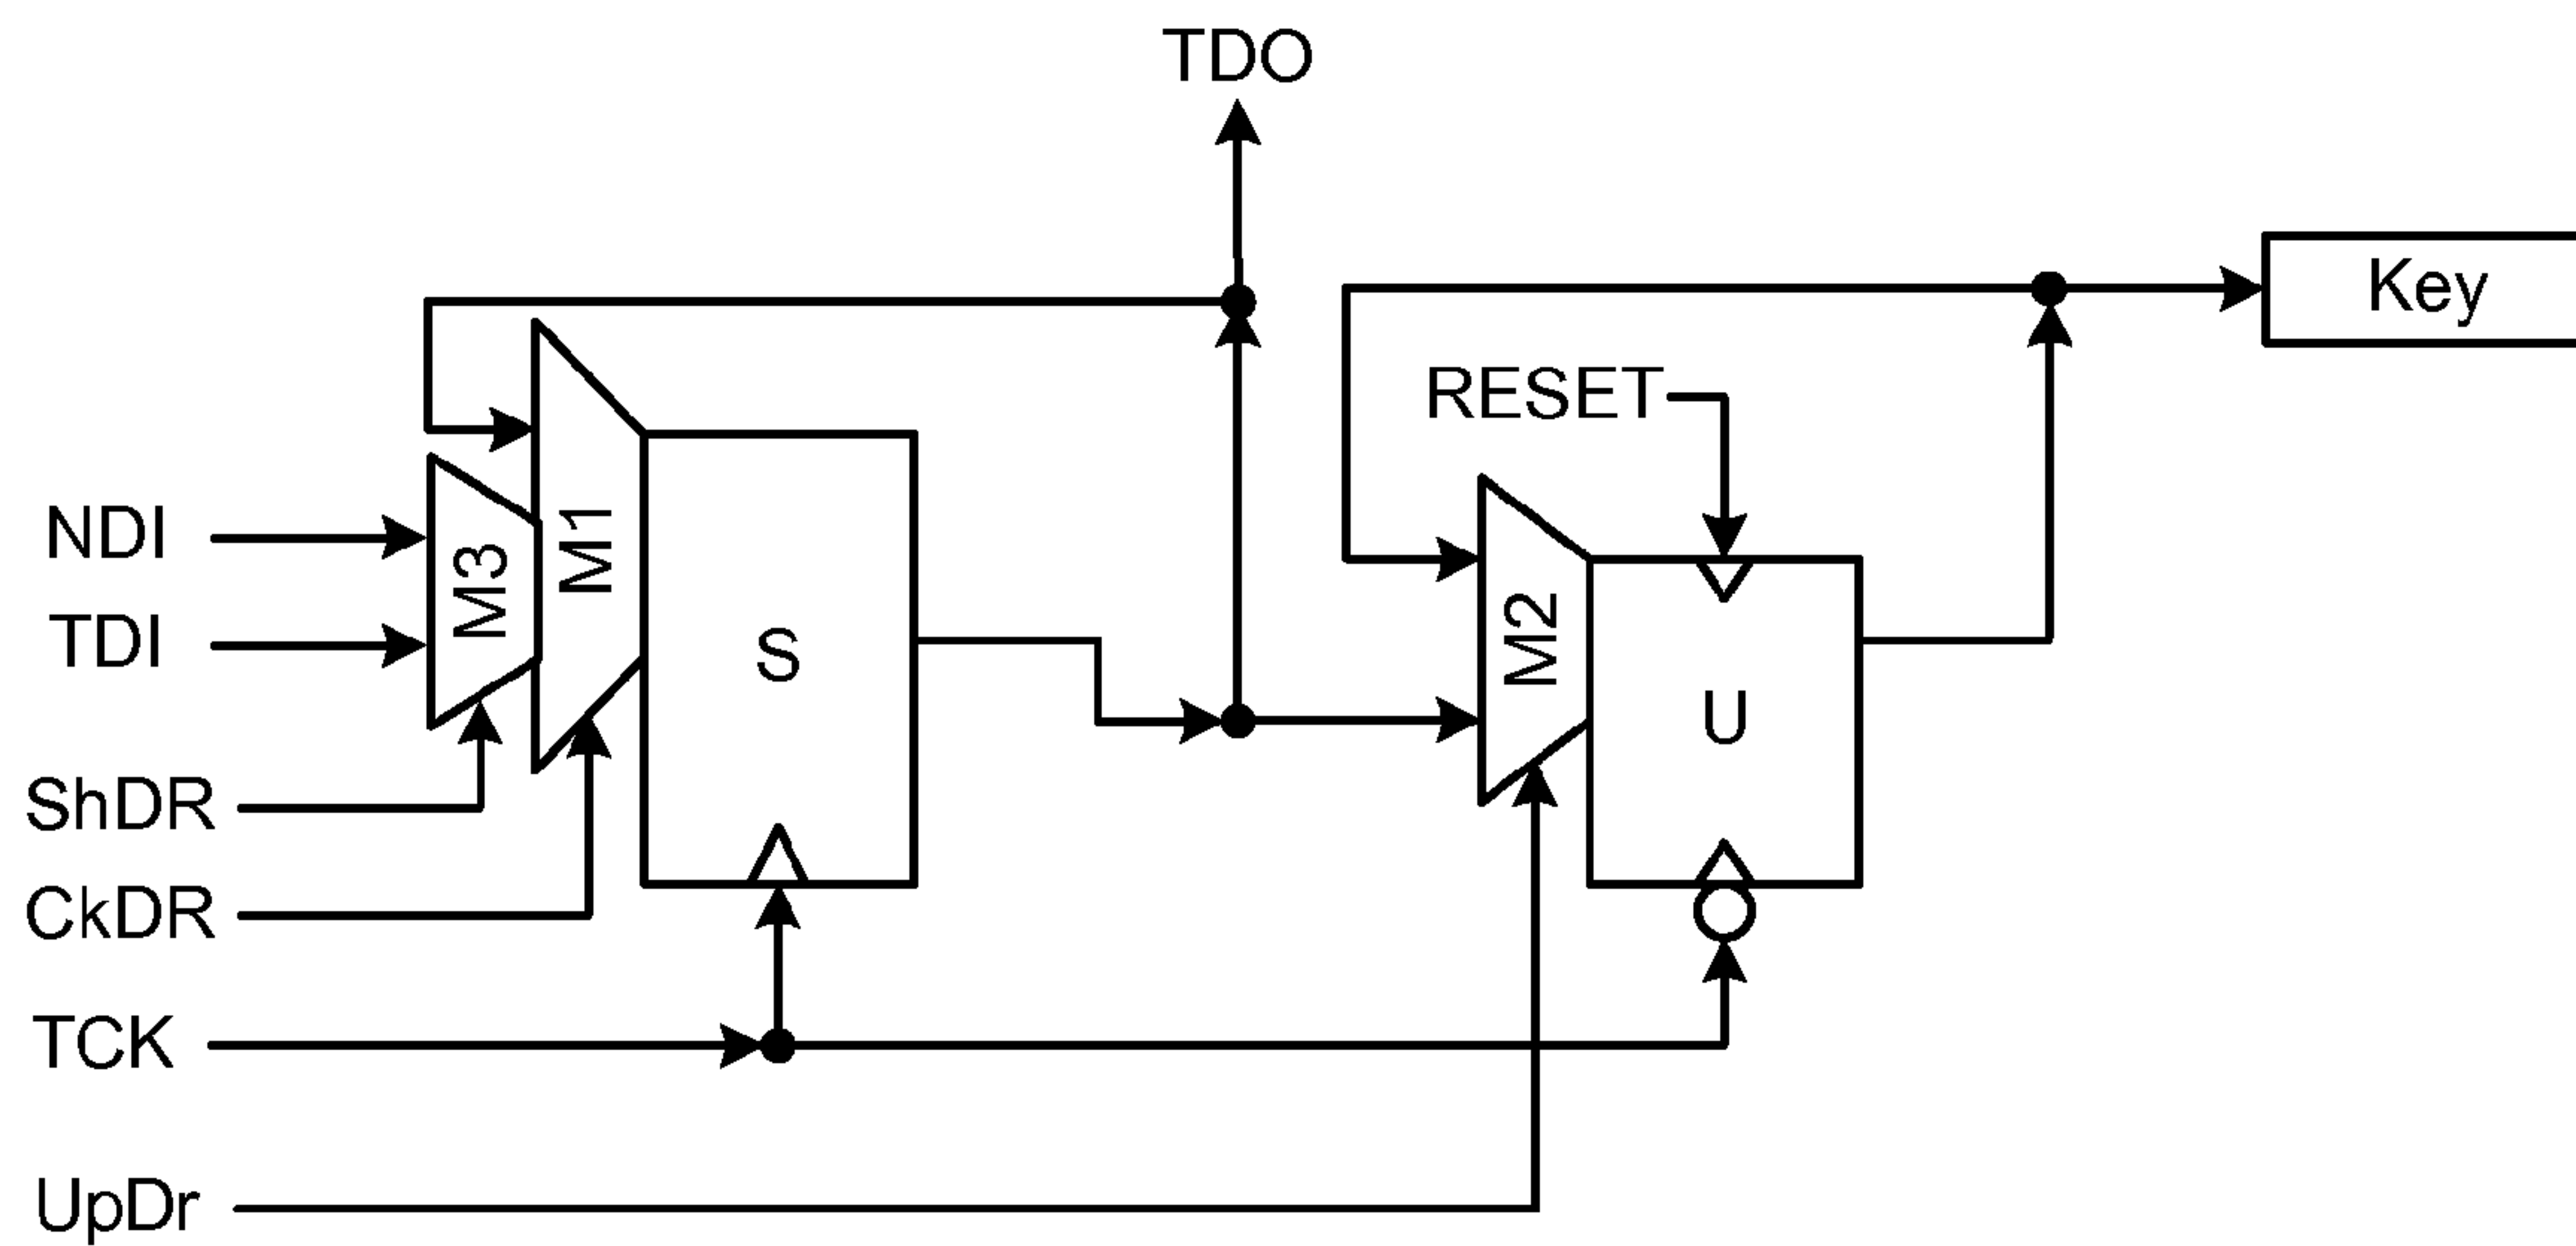 TDO
Key
RESET
NDI
M3
M1
TDI
M2
S
U
ShDR
CkDR
TCK
UpDr